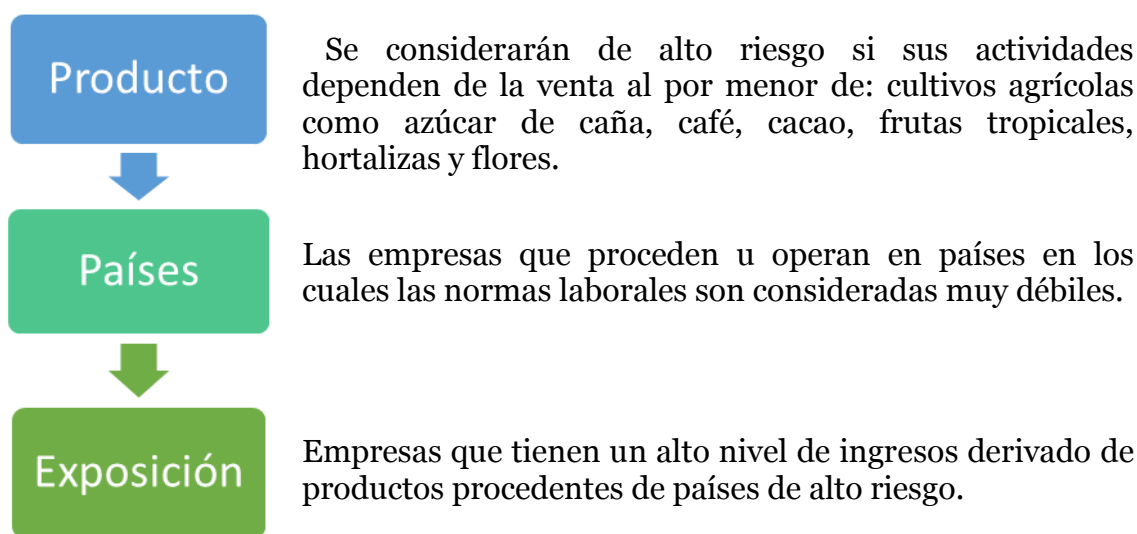 Producto
Se considerarán de alto riesgo si sus actividades
dependen de la venta al por menor de: cultivos agrícolas
como azúcar de caña, café, cacao, frutas tropicales,
hortalizas y flores.
Países
Las empresas que proceden u operan en países en los
cuales las normas laborales son consideradas muy débiles.
Exposición
Empresas que tienen un alto nivel de ingresos derivado de
productos procedentes de países de alto riesgo.